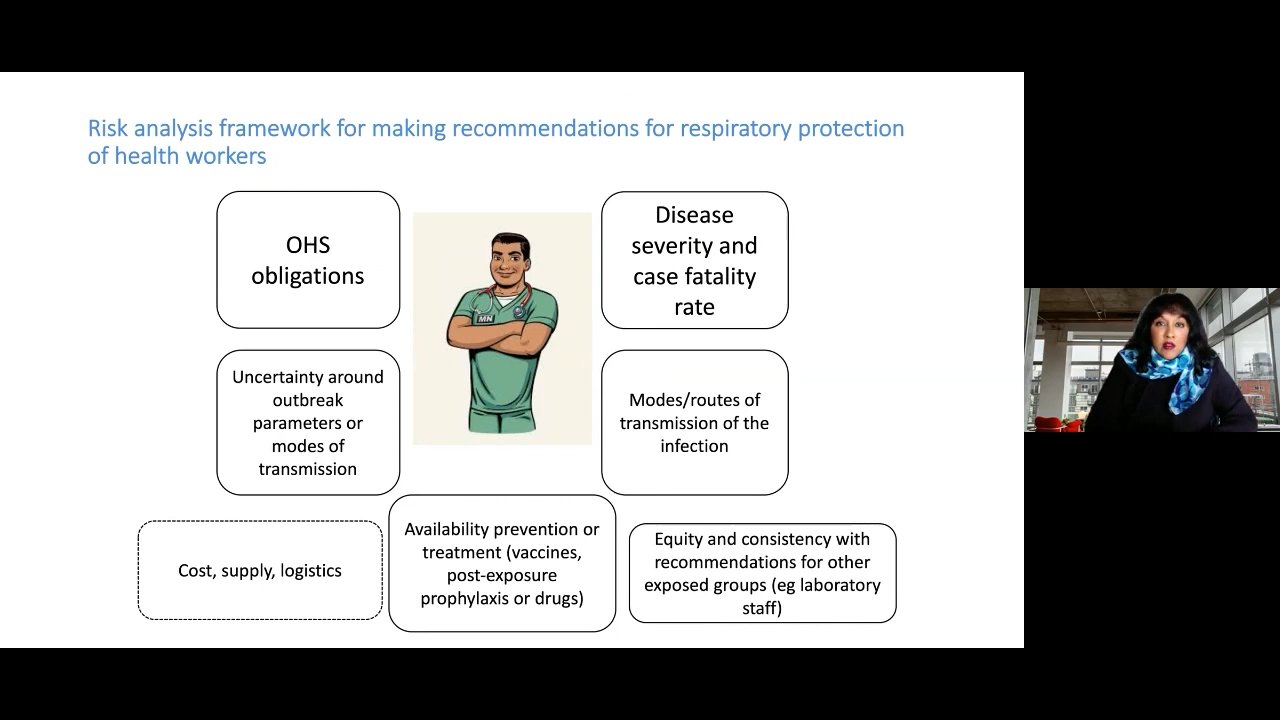 Risk analysis framework for making recommendations for respiratory protection
of health workers
OHS
obligations
Disease
severity and
case fatality
rate
MN
Uncertainty around
outbreak
parameters or
modes of
transmission
Modes/routes of
transmission of the
infection
Cost, supply, logistics
Availability prevention or
treatment (vaccines,
post-exposure
prophylaxis or drugs)
Equity and consistency with
recommendations for other
exposed groups (eg laboratory
staff)